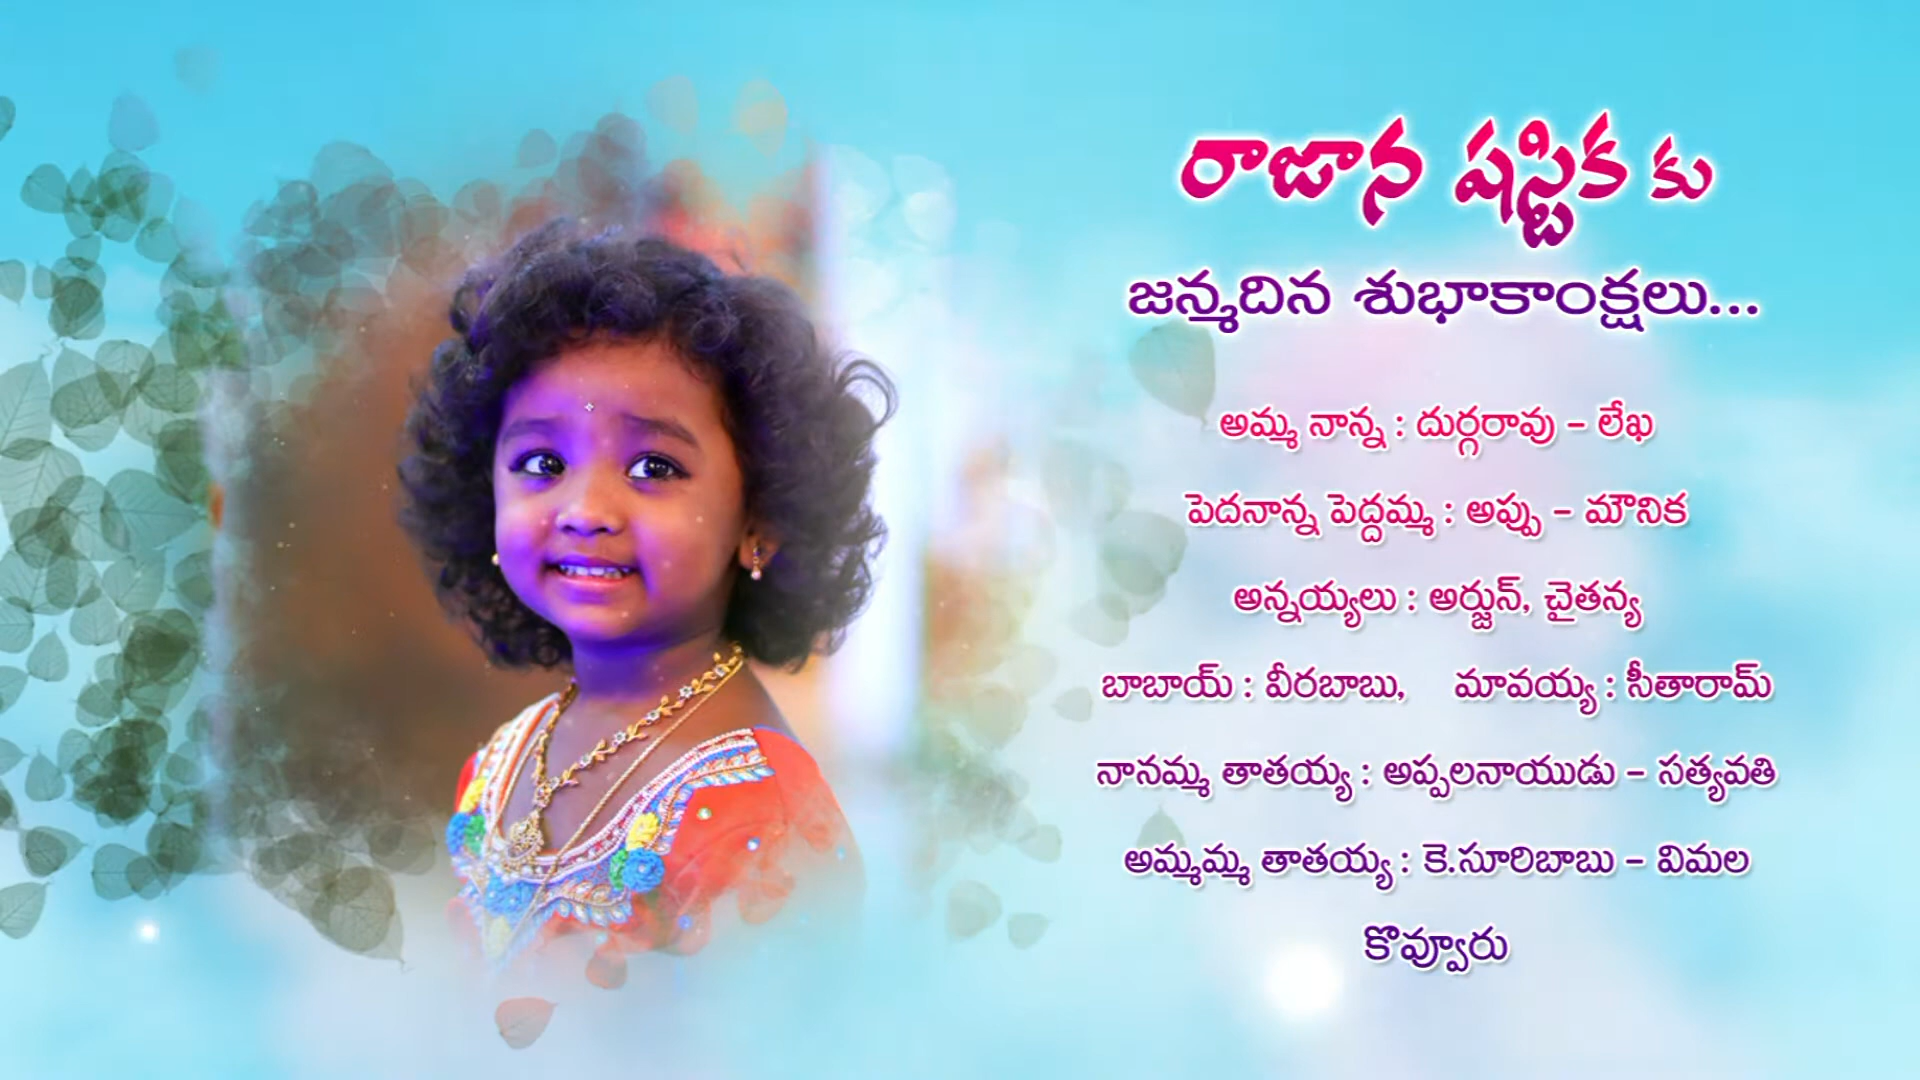 రాజాన షస్టిక కు
జన్మదిన శుభాకాంక్షలు...
అమ్మ నాన్న : దుర్గరావు - లేఖ
పెదనాన్న పెద్దమ్మ : అప్పు - మౌనిక
అన్నయ్యలు : అర్జున్, చైతన్య
బాబాయ్ : వీరబాబు, మావయ్య : సీతారామ్
నానమ్మ తాతయ్య : అప్పలనాయుడు - సత్యవతి
అమ్మమ్మ తాతయ్య : కె.సూరిబాబు - విమల
కొవ్వూరు